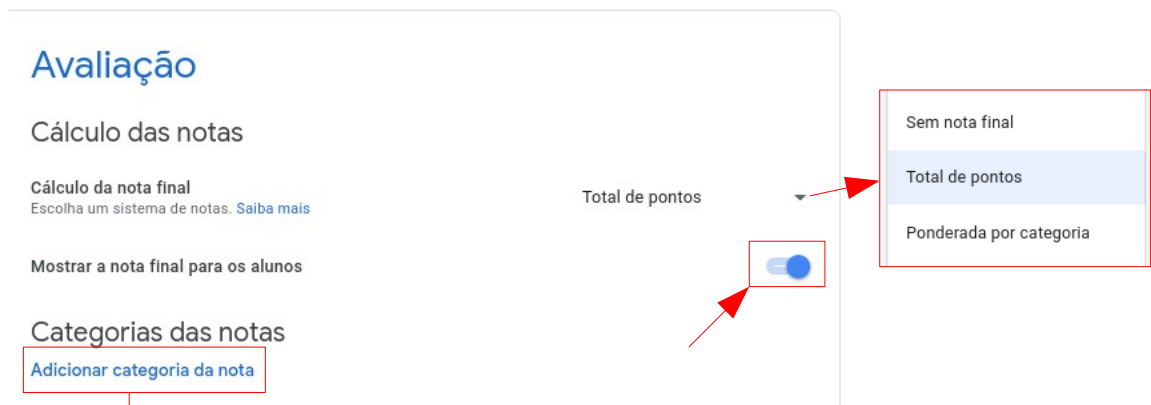 Avaliação
Cálculo das notas
Cálculo da nota final
Escolha um sistema de notas. Saiba mais
Total de pontos
Mostrar a nota final para os alunos
Categorias das notas
Adicionar categoria da nota
Sem nota final
Total de pontos
Ponderada por categoria